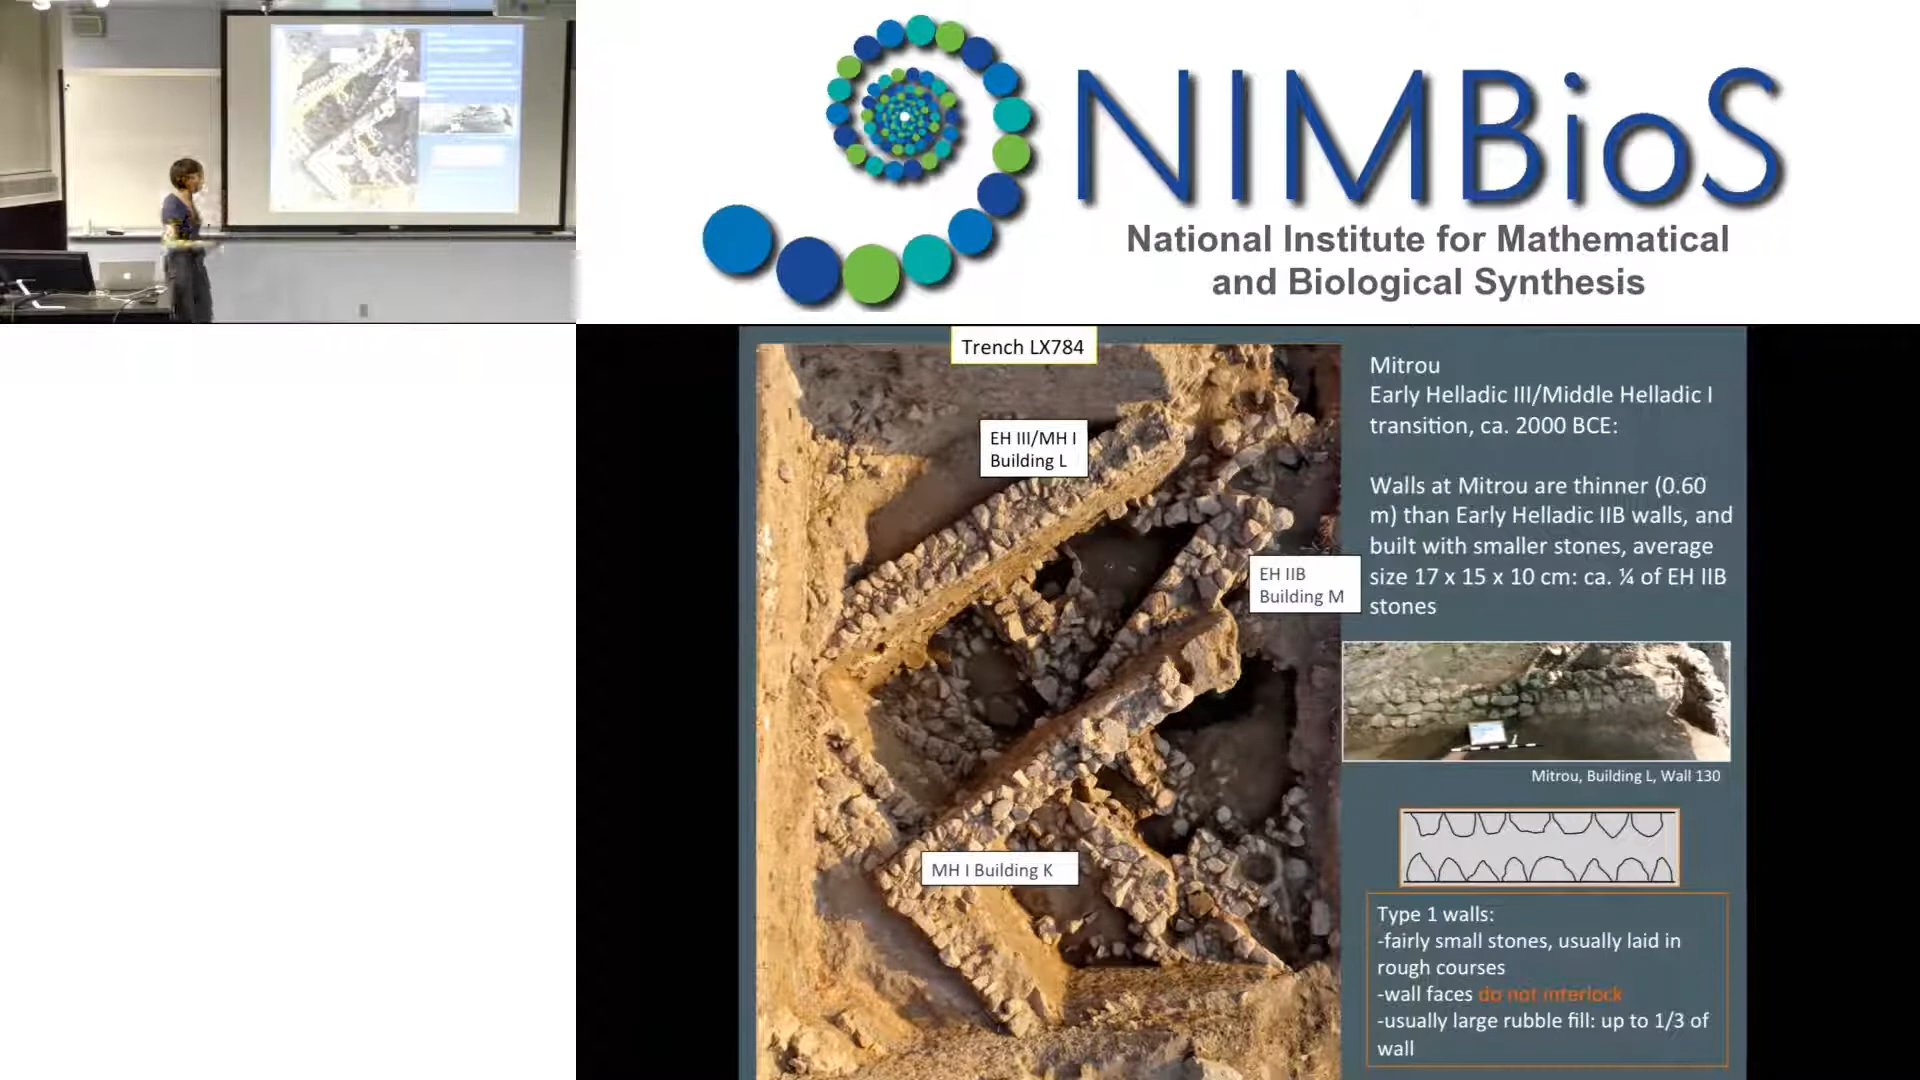 NIMBioS
National Institute for Mathematical
and Biological Synthesis
Trench LX784
EH III/MH I
Building L
EH IIB
Building M
MH I Building K
Mitrou
Early Helladic III/Middle Helladic I
transition, ca. 2000 BCE:
Walls at Mitrou are thinner (0.60
m) than Early Helladic IIB walls, and
built with smaller stones, average
size 17 x 15 x 10 cm: ca. ¼ of EH IIB
stones
Mitrou, Building L, Wall 130
Type 1 walls:
-fairly small stones, usually laid in
rough courses
-wall faces do not interlock
-usually large rubble fill: up to 1/3 of
wall